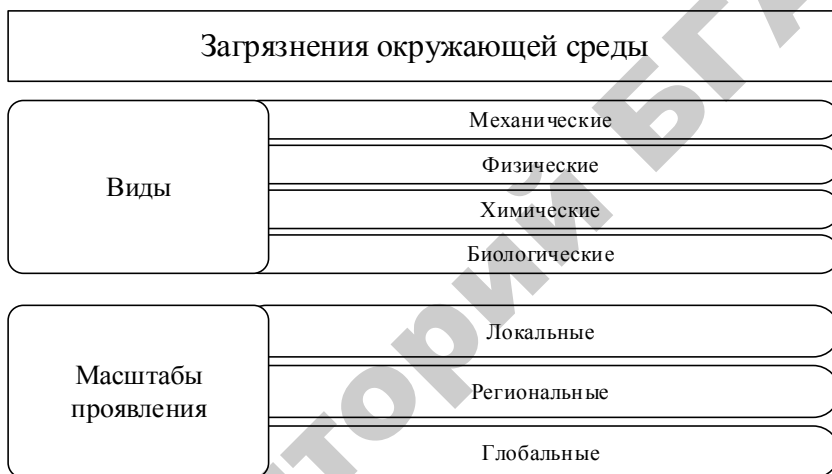 Загрязнения окружающей среды
Виды
Механические
Физические
Химические
Биологические
Масштабы
проявления
Локальные
Региональные
Глобальные